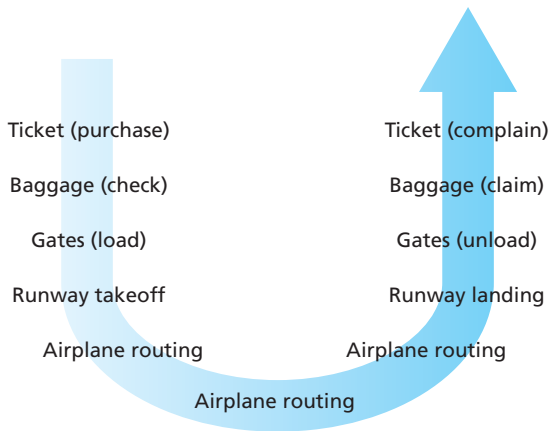 Ticket (purchase)
Baggage (check)
Gates (load)
Runway takeoff
Airplane routing
Airplane routing
Airplane routing
Runway landing
Gates (unload)
Baggage (claim)
Ticket (complain)